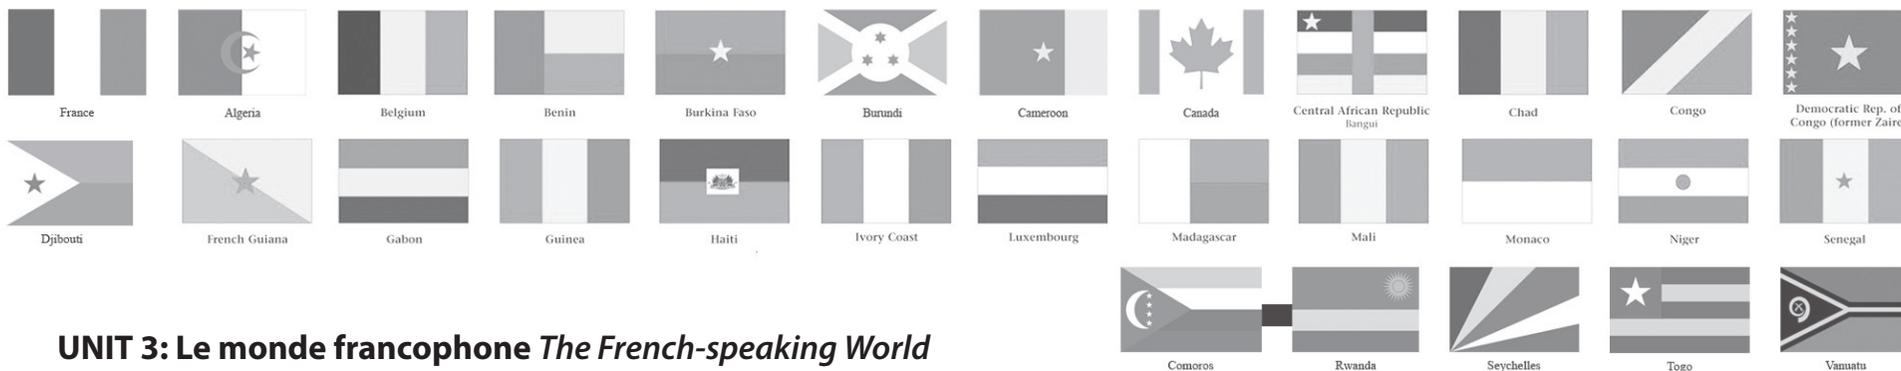 France
Algeria
Belgium
Benin
Burkina Faso
Burundi
Cameroon
Canada
Central African Republic
Bangui
Chad
Congo
Democratic Rep. of
Congo (former Zaire
Djibouti
French Guiana
Gabon
Guinea
Haiti
Ivory Coast
Luxembourg
Madagascar
Mali
Monaco
Niger
Senegal
Comoros
Rwanda
Seychelles
Togo
Vanuatu
UNIT 3: Le monde francophone The French-speaking World